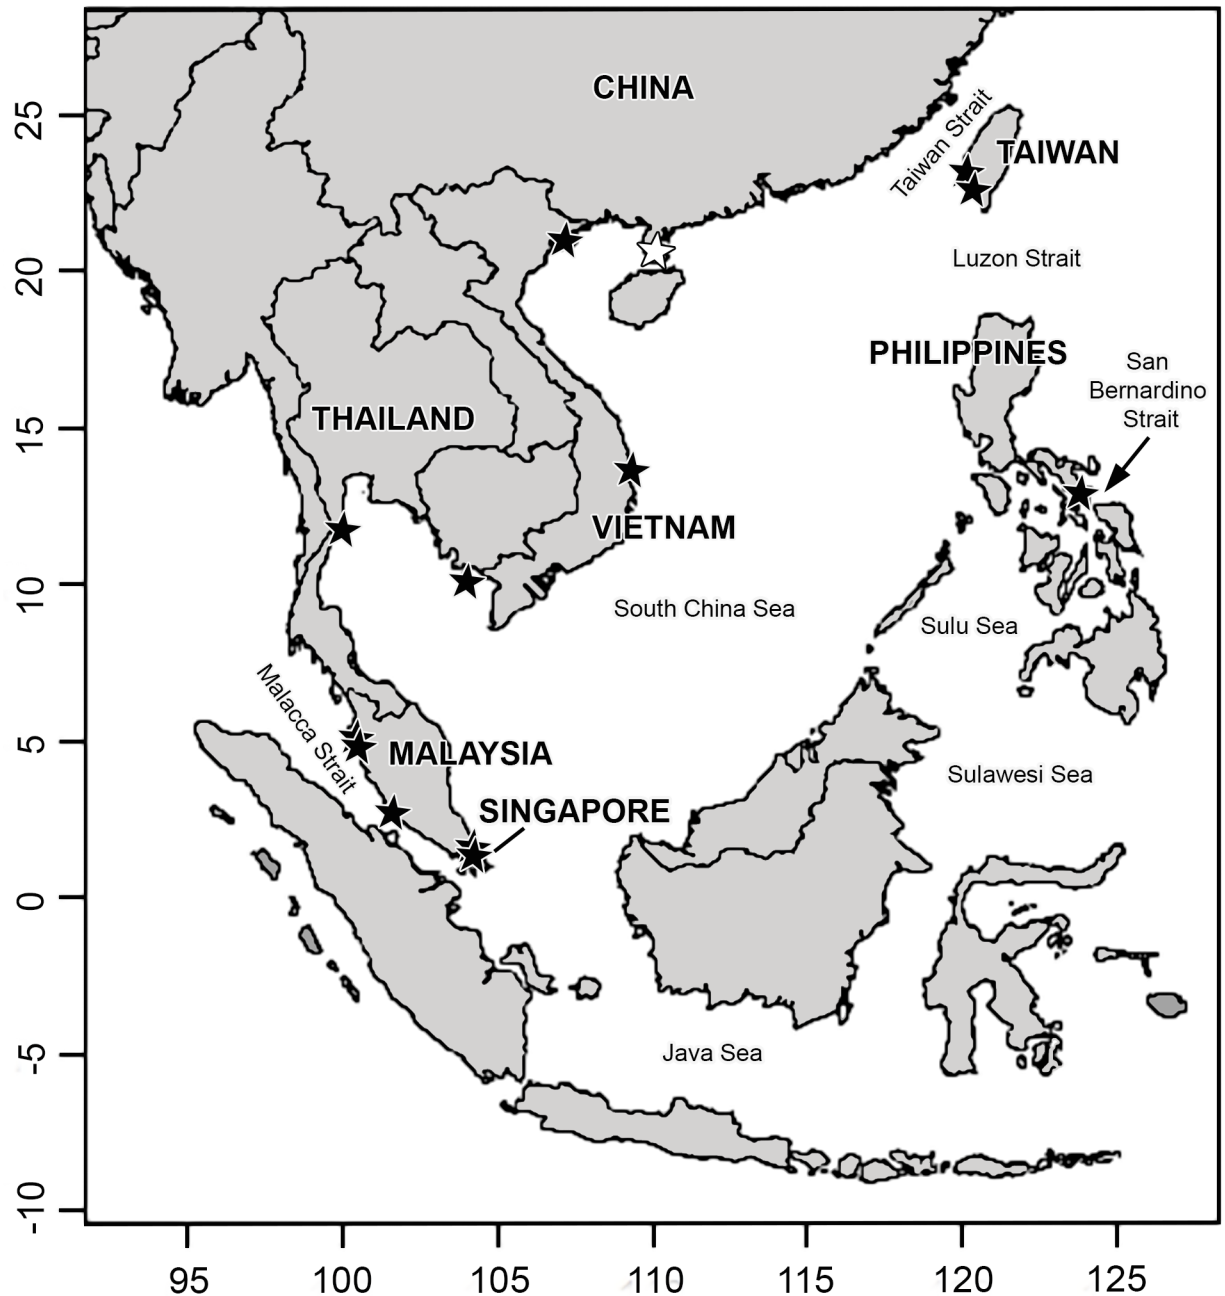 CHINA
Taiwan Strait
TAIWAN
Luzon Strait
PHILIPPINES
San
Bernardino
Strait
THAILAND
VIETNAM
South China Sea
Sulu Sea
Malacca Strait
MALAYSIA
Sulawesi Sea
SINGAPORE
Java Sea
25
20
15
10
5
0
-5
-10
95
100
105
110
115
120
125